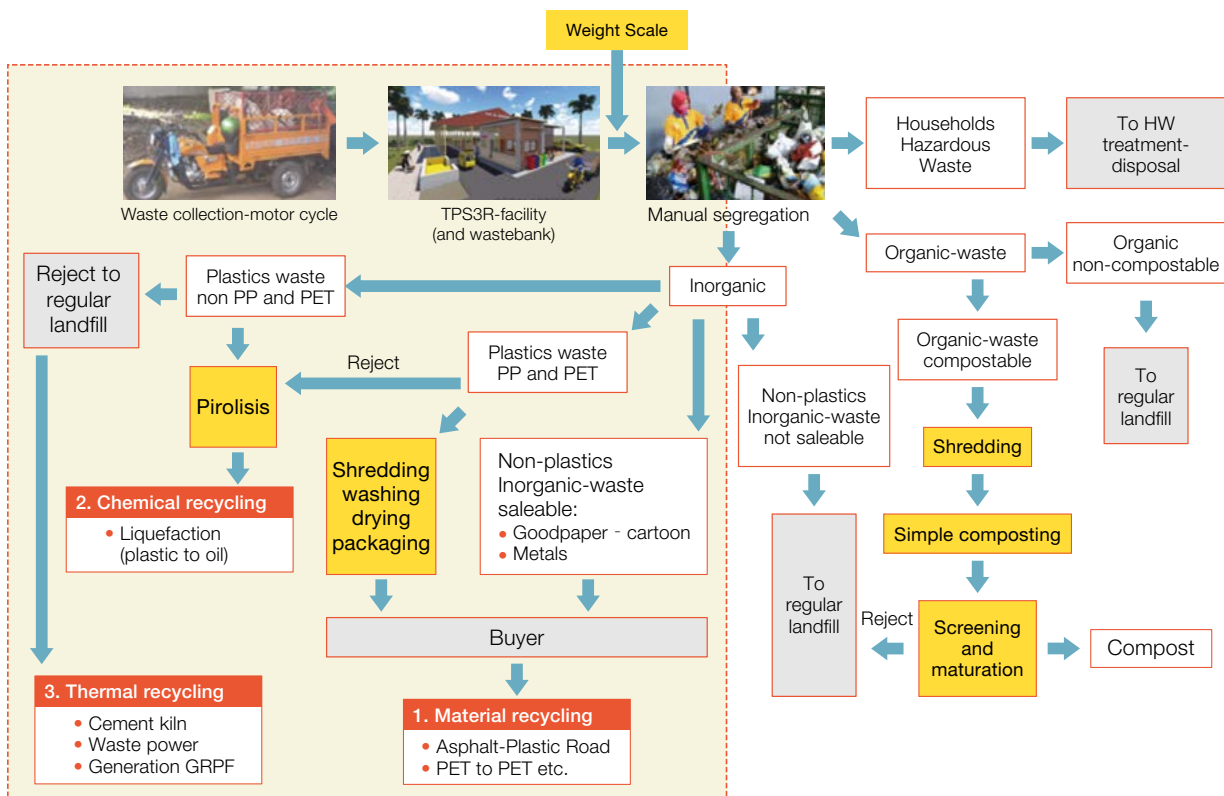 Weight Scale
Waste collection-motor cycle
TPS3R-facility
(and wastebank)
Manual segregation
Households
Hazardous
Waste
To HW
treatment-
disposal
Organic-waste
Organic
non-compostable
Reject to
regular
landfill
Plastics waste
non PP and PET
Inorganic
Organic-waste
compostable
To
regular
landfill
Reject
Plastics waste
PP and PET
Non-plastics
Inorganic-waste
not saleable
Pirolisis
Shredding
Shredding
washing
drying
packaging
Non-plastics
Inorganic-waste
saleable:
• Goodpaper - cartoon
• Metals
2. Chemical recycling
• Liquefaction
(plastic to oil)
Simple composting
To
regular
landfill
Reject
Screening
and
maturation
Compost
Buyer
3. Thermal recycling
• Cement kiln
• Waste power
• Generation GRPF
1. Material recycling
• Asphalt-Plastic Road
• PET to PET etc.